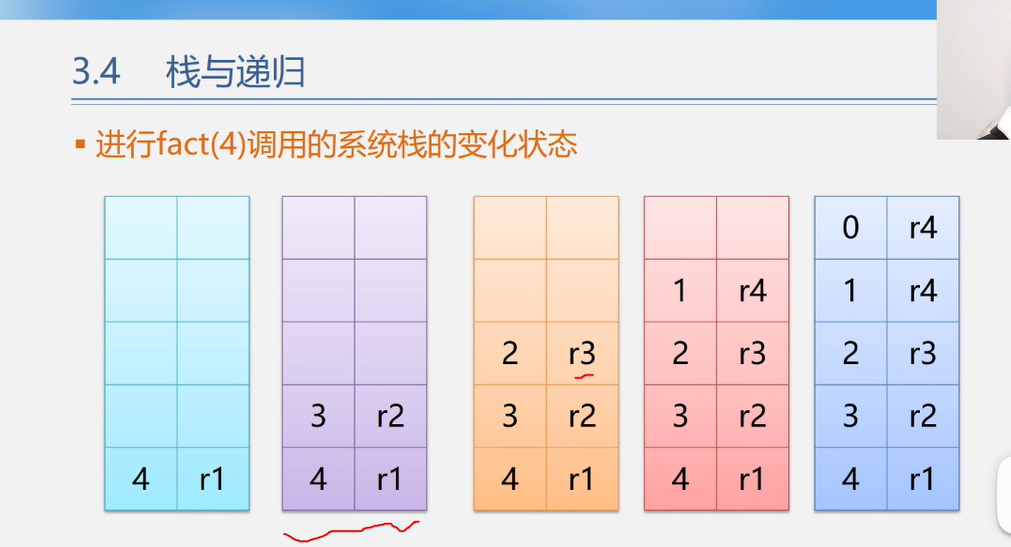 3.4 栈与递归
进行fact(4)调用的系统栈的变化状态
0 r4
1 r4 1 r4
2 r3 2 r3 2 r3
3 r2 3 r2 3 r2 3 r2
4 r1 4 r1 4 r1 4 r1 4 r1